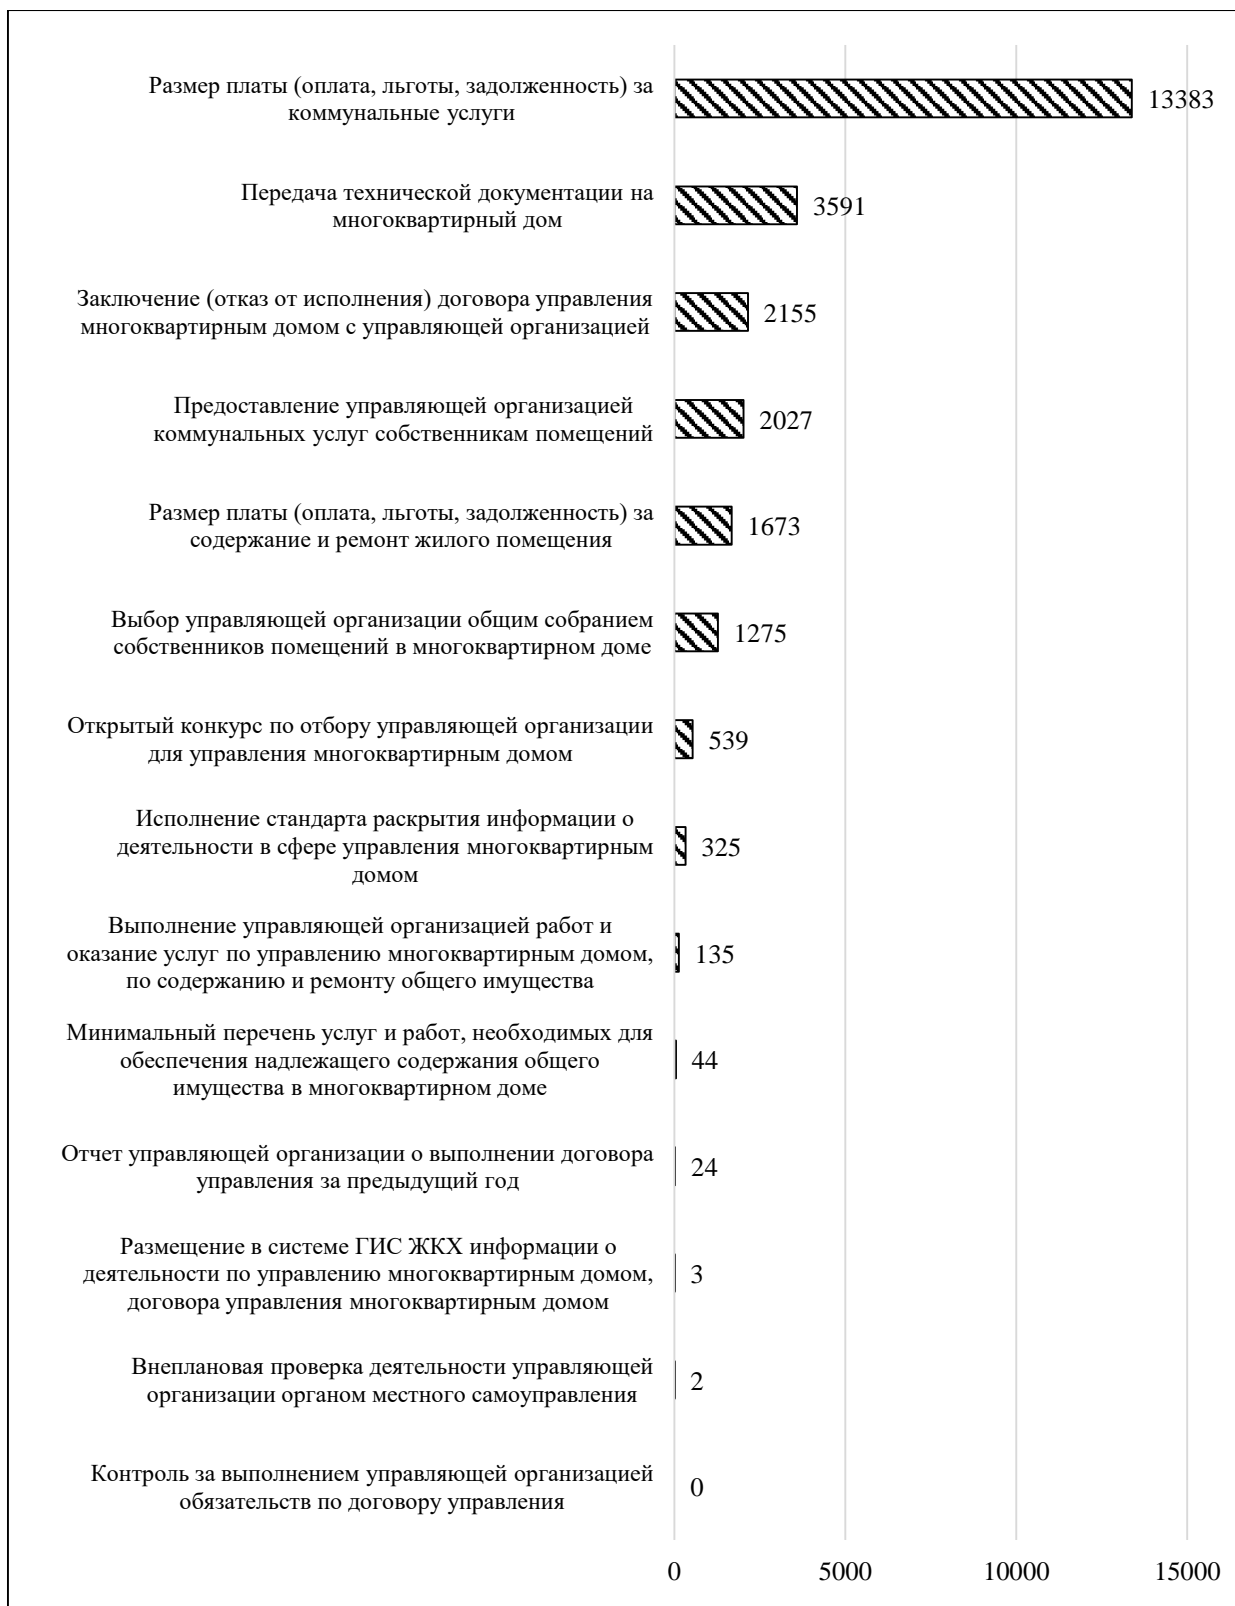 Размер платы (оплата, льготы, задолженность) за
коммунальные услуги
13383
Передача технической документации на
многоквартирный дом
3591
Заключение (отказ от исполнения) договора управления
многоквартирным домом с управляющей организацией
2155
Предоставление управляющей организацией
коммунальных услуг собственникам помещений
2027
Размер платы (оплата, льготы, задолженность) за
содержание и ремонт жилого помещения
1673
Выбор управляющей организации общим собранием
собственников помещений в многоквартирном доме
1275
Открытый конкурс по отбору управляющей организации
для управления многоквартирным домом
539
Исполнение стандарта раскрытия информации о
деятельности в сфере управления многоквартирным
домом
325
Выполнение управляющей организацией работ и
оказание услуг по управлению многоквартирным домом,
по содержанию и ремонту общего имущества
135
Минимальный перечень услуг и работ, необходимых для
обеспечения надлежащего содержания общего
имущества в многоквартирном доме
44
Отчет управляющей организации о выполнении договора
управления за предыдущий год
24
Размещение в системе ГИС ЖКХ информации о
деятельности по управлению многоквартирным домом,
договора управления многоквартирным домом
3
Внеплановая проверка деятельности управляющей
организации органом местного самоуправления
2
Контроль за выполнением управляющей организацией
обязательств по договору управления
0
0 5000 10000 15000